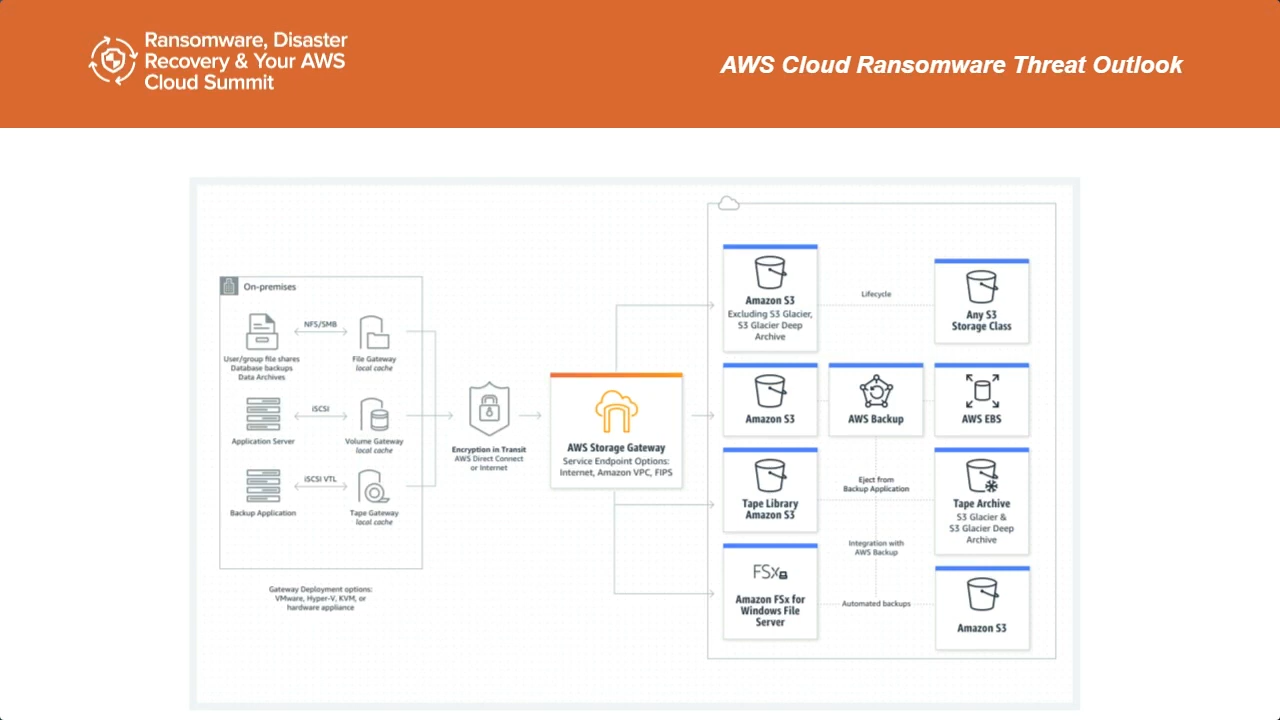 Ransomware, Disaster
Recovery & Your AWS
Cloud Summit
AWS Cloud Ransomware Threat Outlook
On-premises
NFS/SMB
User/group file shares
Database backups
Data Archives
File Gateway
local cache
iSCSI
Application Server
Volume Gateway
local cache
iSCSI VTL
Backup Application
Tape Gateway
local cache
Gateway Deployment options:
VMware, Hyper-V, KVM, or
hardware appliance
Encryption in Transit
AWS Direct Connect
or Internet
AWS Storage Gateway
Service Endpoint Options:
Internet, Amazon VPC, FIPS
Amazon S3
Excluding S3 Glacier,
S3 Glacier Deep
Archive
Lifecycle
Any S3
Storage Class
Amazon S3
AWS Backup
AWS EBS
Tape Library
Amazon S3
Eject from
Backup Application
Tape Archive
S3 Glacier &
S3 Glacier Deep
Archive
Integration with
AWS Backup
FSx
Amazon FSx for
Windows File
Server
Automated backups
Amazon S3